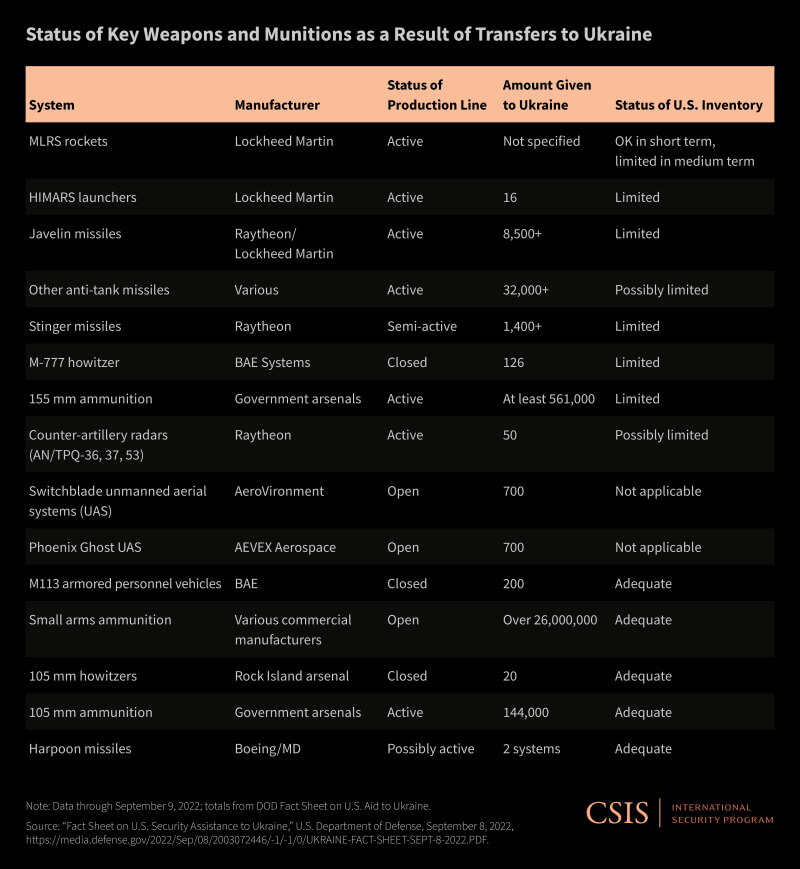 Status of Key Weapons and Munitions as a Result of Transfers to Ukraine
System Manufacturer Status of Production Line Amount Given to Ukraine Status of U.S. Inventory
MLRS rockets Lockheed Martin Active Not specified OK in short term, limited in medium term
HIMARS launchers Lockheed Martin Active 16 Limited
Javelin missiles Raytheon/ Lockheed Martin Active 8,500+ Limited
Other anti-tank missiles Various Active 32,000+ Possibly limited
Stinger missiles Raytheon Semi-active 1,400+ Limited
M-777 howitzer BAE Systems Closed 126 Limited
155 mm ammunition Government arsenals Active At least 561,000 Limited
Counter-artillery radars (AN/TPQ-36, 37, 53) Raytheon Active 50 Possibly limited
Switchblade unmanned aerial systems (UAS) AeroVironment Open 700 Not applicable
Phoenix Ghost UAS AEVEX Aerospace Open 700 Not applicable
M113 armored personnel vehicles BAE Closed 200 Adequate
Small arms ammunition Various commercial manufacturers Open Over 26,000,000 Adequate
105 mm howitzers Rock Island arsenal Closed 20 Adequate
105 mm ammunition Government arsenals Active 144,000 Adequate
Harpoon missiles Boeing/MD Possibly active 2 systems Adequate
Note: Data through September 9, 2022; totals from DOD Fact Sheet on U.S. Aid to Ukraine.
Source: “Fact Sheet on U.S. Security Assistance to Ukraine,” U.S. Department of Defense, September 8, 2022,
https://media.defense.gov/2022/Sep/08/2003072446/-1/-1/0/UKRAINE-FACT-SHEET-SEPT-8-2022.PDF.
CSIS
INTERNATIONAL
SECURITY PROGRAM